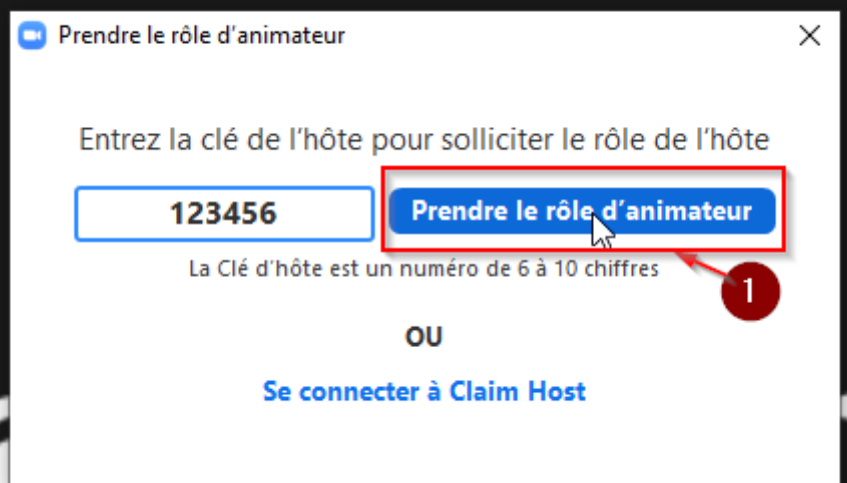 Prendre le rôle d'animateur
Entrez la clé de l'hôte pour solliciter le rôle de l'hôte
123456 Prendre le rôle d'animateur
La Clé d'hôte est un numéro de 6 à 10 chiffres
1
OU
Se connecter à Claim Host